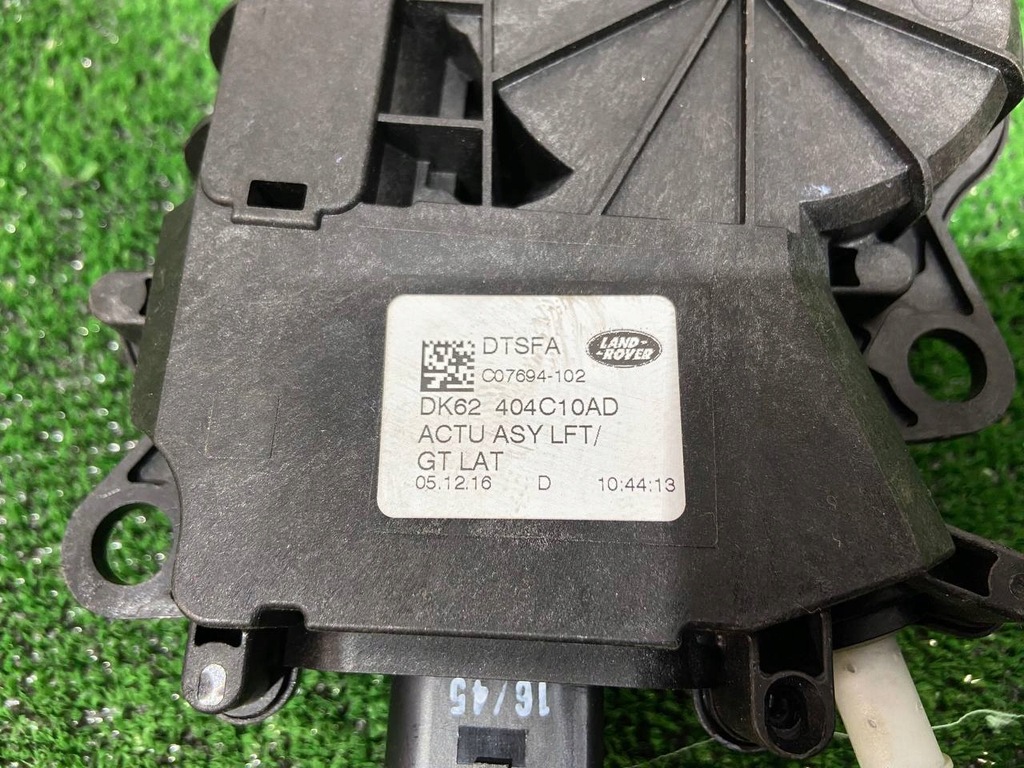 DTSFA
LAND-
-ROVER
C07694-102
DK62 404C10AD
ACTU ASY LFT/
GT LAT
05.12.16 D 10:44:13
16/45